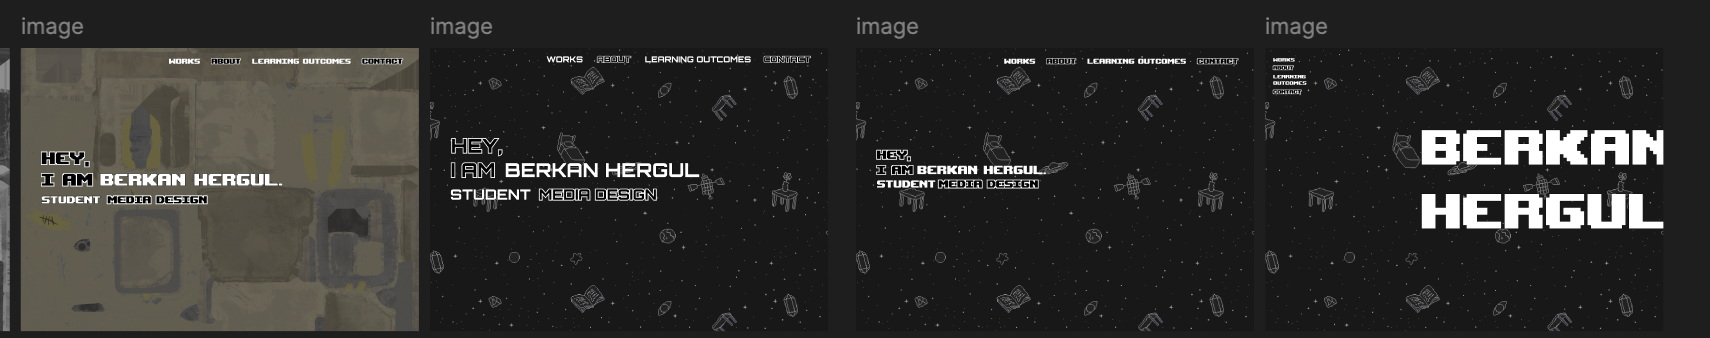 image
WORKS ABOUT LEARNING OUTCOMES CONTACT
HEY,
I AM BERKAN HERGUL.
STUDENT MEDIA DESIGN
image
WORKS ABOUT LEARNING OUTCOMES CONTACT
HEY,
I AM BERKAN HERGUL
STUDENT MEDIA DESIGN
image
WORKS ABOUT LEARNING OUTCOMES CONTACT
HEY,
I AM BERKAN HERGUL.
STUDENT MEDIA DESIGN
image
WORKS
ABOUT
LEARNING
OUTCOMES
CONTACT
BERKAN
HERGUL